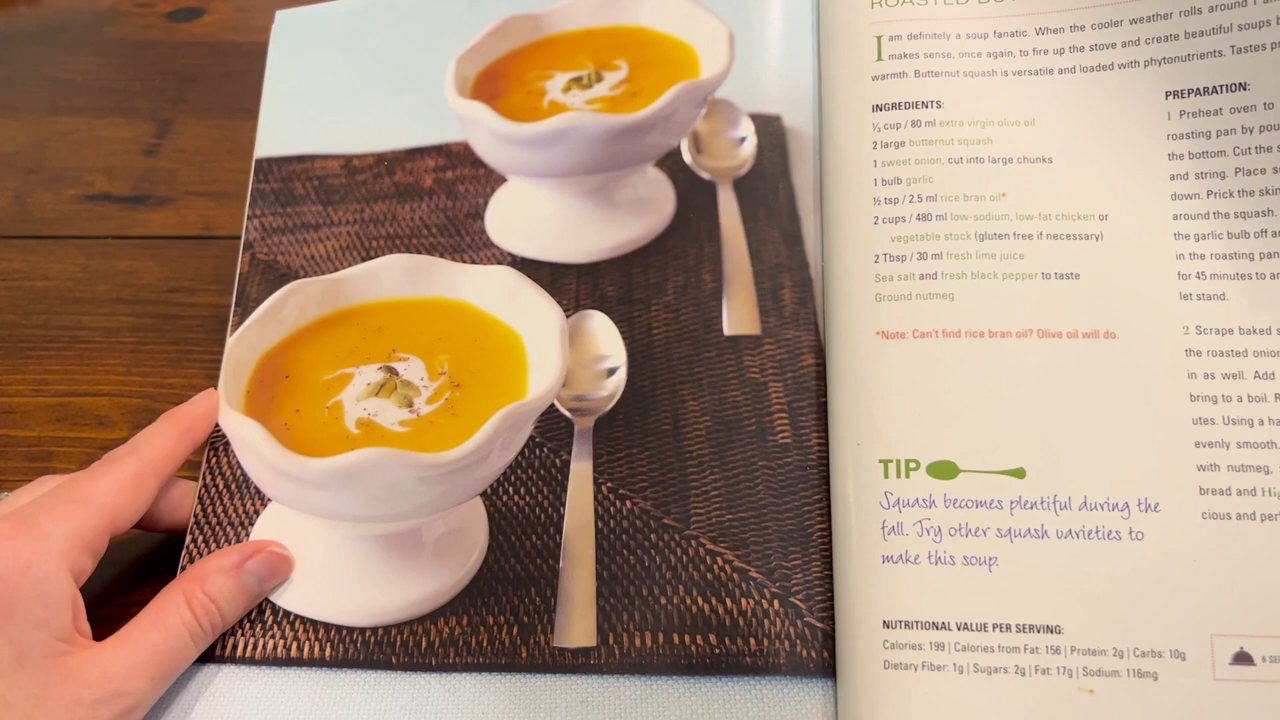 ROASTED
I am definitely a soup fanatic. When the cooler weather rolls around
makes sense, once again, to fire up the stove and create beautiful soups
warmth. Butternut squash is versatile and loaded with phytonutrients. Tastes
INGREDIENTS:
⅓ cup / 80 ml extra virgin olive oil
2 large butternut squash
1 sweet onion, cut into large chunks
1 bulb garlic
½ tsp / 2.5 ml rice bran oil*
2 cups / 480 ml low-sodium, low-fat chicken or
vegetable stock (gluten free if necessary)
2 Tbsp / 30 ml fresh lime juice
Sea salt and fresh black pepper to taste
Ground nutmeg
*Note: Can't find rice bran oil? Olive oil will do.
TIP
Squash becomes plentiful during the
fall. Try other squash varieties to
make this soup.
NUTRITIONAL VALUE PER SERVING:
Calories: 199 | Calories from Fat: 156 | Protein: 2g | Carbs: 10g
Dietary Fiber: 1g | Sugars: 2g | Fat: 17g | Sodium: 116mg
PREPARATION:
1 Preheat oven to
roasting pan by
the bottom. Cut the
and string. Place
down. Prick the skin
around the squash.
the garlic bulb off
in the roasting pan
for 45 minutes to
let stand.
2 Scrape baked
the roasted
in as well. Add
bring to a boil.
utes. Using a
evenly smooth.
with nutmeg,
bread and
cious and
6